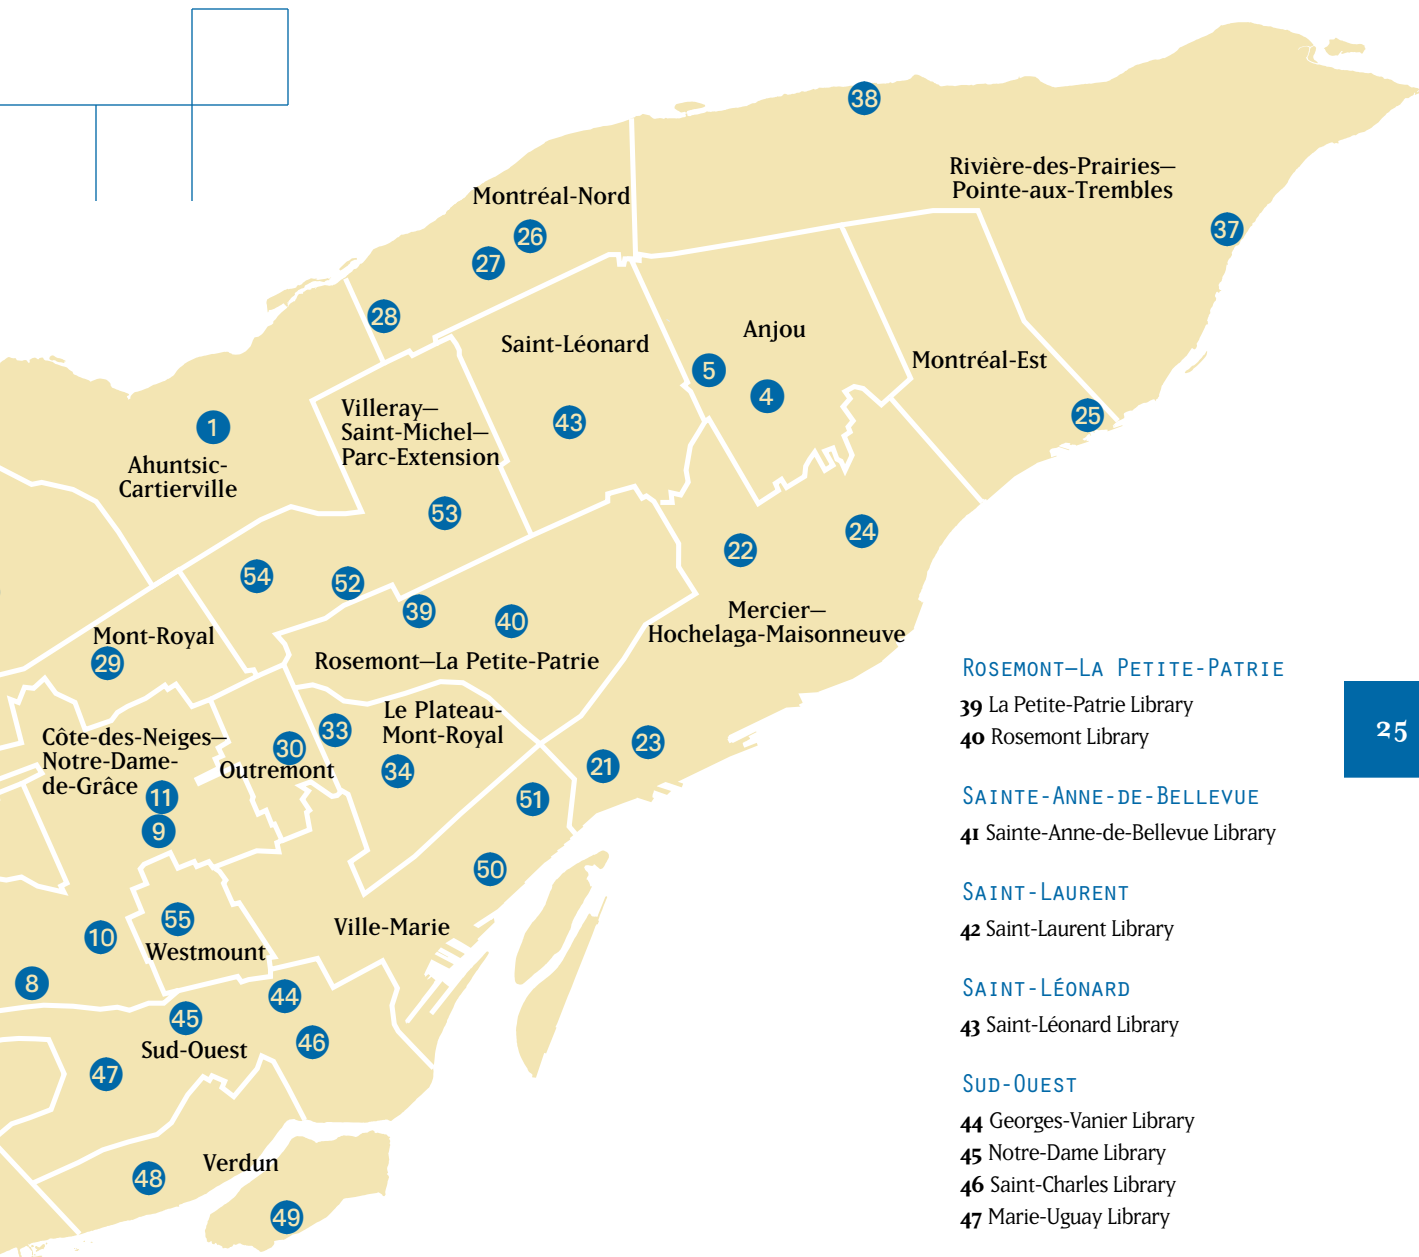 38
Rivière-des-Prairies–
Pointe-aux-Trembles
Montréal-Nord
37
26
27
28
Anjou
Saint-Léonard
Montréal-Est
5
4
Villeray–
Saint-Michel–
Parc-Extension
43
25
1
Ahuntsic-
Cartierville
53
24
22
54
52
39
40
Mercier–
Hochelaga-Maisonneuve
Mont-Royal
29
Rosemont–La Petite-Patrie
Le Plateau-
Mont-Royal
33
34
Côte-des-Neiges–
Notre-Dame-
de-Grâce
30
Outremont
23
21
11
9
51
50
55
Westmount
Ville-Marie
10
8
44
45
Sud-Ouest
46
47
Verdun
48
49
Rosemont–La Petite-Patrie
39 La Petite-Patrie Library
40 Rosemont Library
Sainte-Anne-de-Bellevue
41 Sainte-Anne-de-Bellevue Library
Saint-Laurent
42 Saint-Laurent Library
Saint-Léonard
43 Saint-Léonard Library
Sud-Ouest
44 Georges-Vanier Library
45 Notre-Dame Library
46 Saint-Charles Library
47 Marie-Uguay Library
25